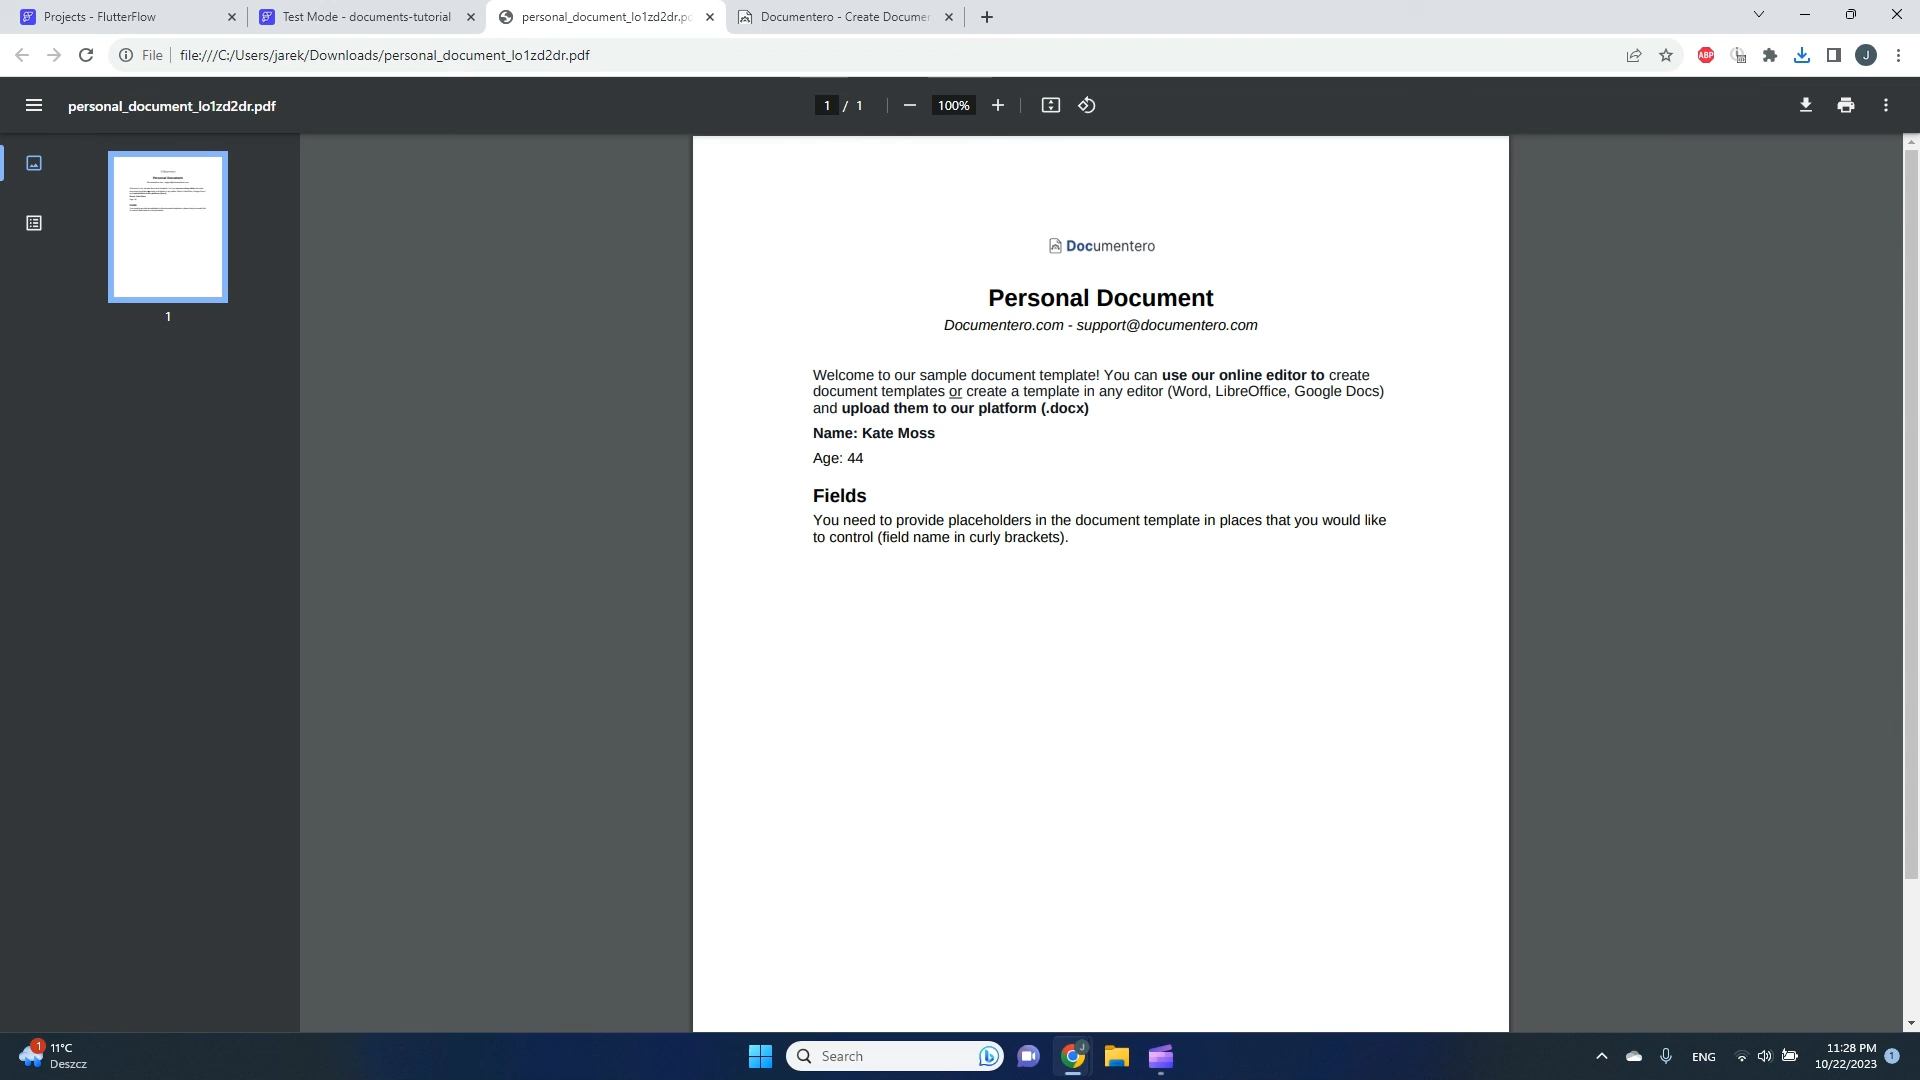 Projects - FlutterFlow
Test Mode - documents-tutorial
personal_document_lo1zd2dr.pd
Documentero - Create Documen
File
file:///C:/Users/jarek/Downloads/personal_document_lo1zd2dr.pdf
ABP
J
personal_document_lo1zd2dr.pdf
1 / 1
100%
1
Documentero
Personal Document
Documentero.com - support@documentero.com
Welcome to our sample document template! You can use our online editor to create
document templates or create a template in any editor (Word, LibreOffice, Google Docs)
and upload them to our platform (.docx)
Name: Kate Moss
Age: 44
Fields
You need to provide placeholders in the document template in places that you would like
to control (field name in curly brackets).
1
11°C
Deszcz
Search
J
ENG
11:28 PM
10/22/2023
1